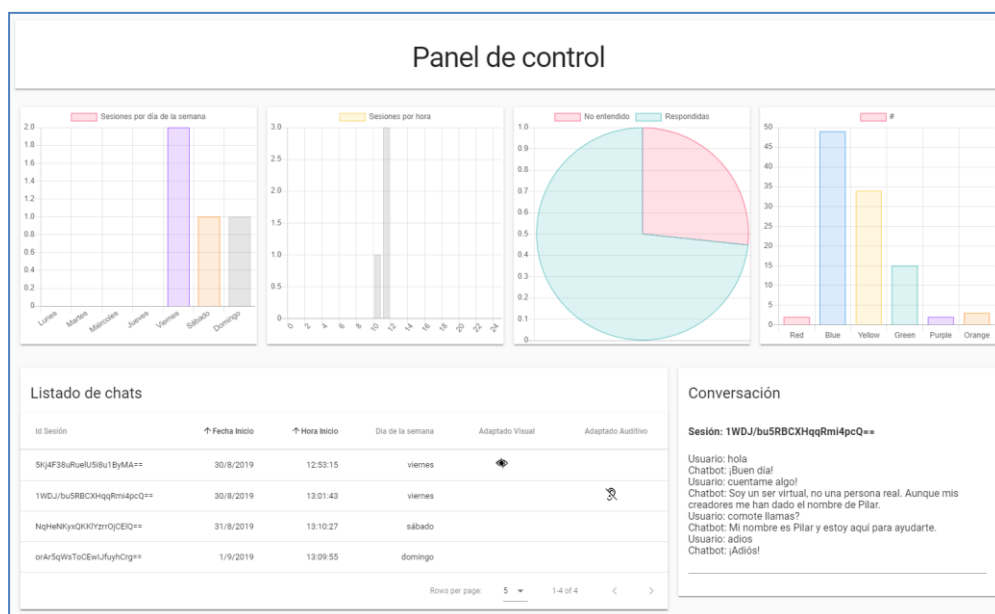 Panel de control
Sesiones por día de la semana
2.0
1.8
1.6
1.4
1.2
1.0
0.8
0.6
0.4
0.2
0
Lunes
Martes
Miércoles
Jueves
Viernes
Sábado
Domingo
Sesiones por hora
3.0
2.5
2.0
1.5
1.0
0.5
0
0 2 4 6 8 10 12 14 16 18 20 22 24
No entendido Respondidas
1.0
0.9
0.8
0.7
0.6
0.5
0.4
0.3
0.2
0.1
0
#
50
45
40
35
30
25
20
15
10
5
0
Red Blue Yellow Green Purple Orange
Listado de chats
Id Sesión Fecha Inicio Hora Inicio Día de la semana Adaptado Visual Adaptado Auditivo
5Kj4F38uRuelU5i8u1ByMA== 30/8/2019 12:53:15 viernes
1WDJ/bu5RBCXHqqRmi4pcQ== 30/8/2019 13:01:43 viernes
NqHeNKyxQKKlYzrrOjCElQ== 31/8/2019 13:10:27 sábado
orAr5qWsToCEwiJfuyhCrg== 1/9/2019 13:09:55 domingo
Rows per page: 5 1-4 of 4
Conversación
Sesión: 1WDJ/bu5RBCXHqqRmi4pcQ==
Usuario: hola
Chatbot: ¡Buen día!
Usuario: cuentame algo!
Chatbot: Soy un ser virtual, no una persona real. Aunque mis
creadores me han dado el nombre de Pilar.
Usuario: comote llamas?
Chatbot: Mi nombre es Pilar y estoy aquí para ayudarte.
Usuario: adios
Chatbot: ¡Adiós!